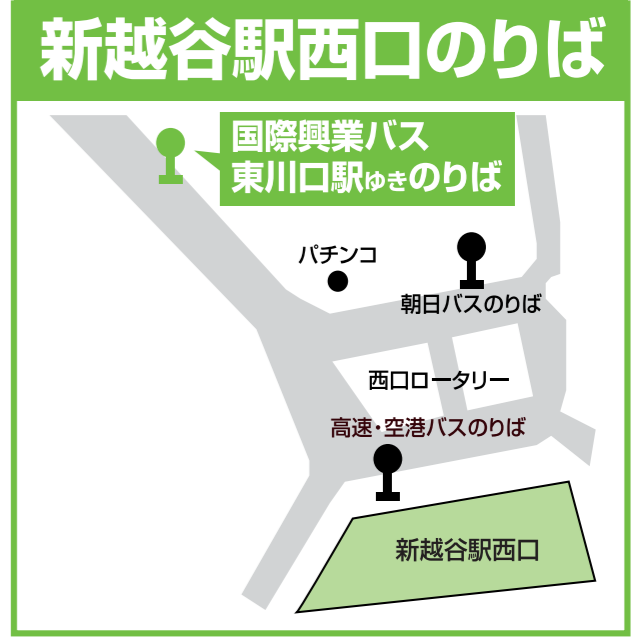 新越谷駅西口のりば
国際興業バス
東川口駅ゆきのりば
パチンコ
朝日バスのりば
西口ロータリー
高速・空港バスのりば
新越谷駅西口